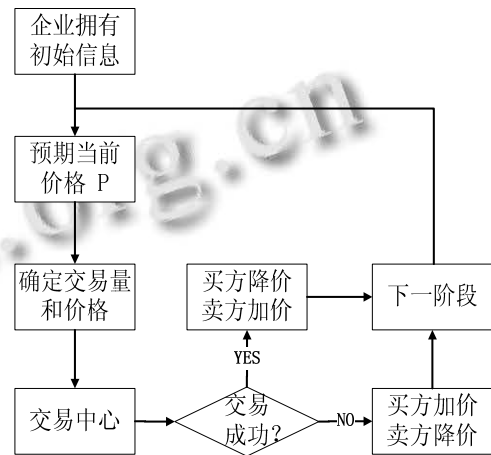 企业拥有
初始信息
预期当前
价格 P
确定交易量
和价格
买方降价
卖方加价
下一阶段
YES
交易中心
交易
成功?
NO
买方加价
卖方降价
.o.g.cn